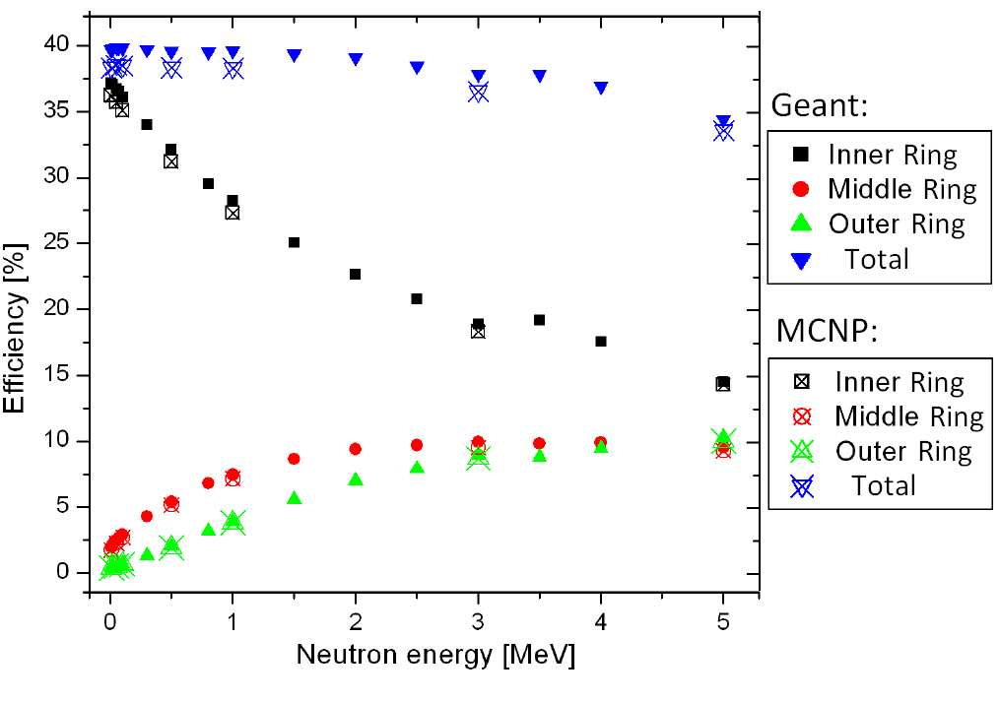 40
35
30
25
20
15
10
5
0
Efficiency [%]
0 1 2 3 4 5
Neutron energy [MeV]
Geant:
Inner Ring
Middle Ring
Outer Ring
Total
MCNP:
Inner Ring
Middle Ring
Outer Ring
Total